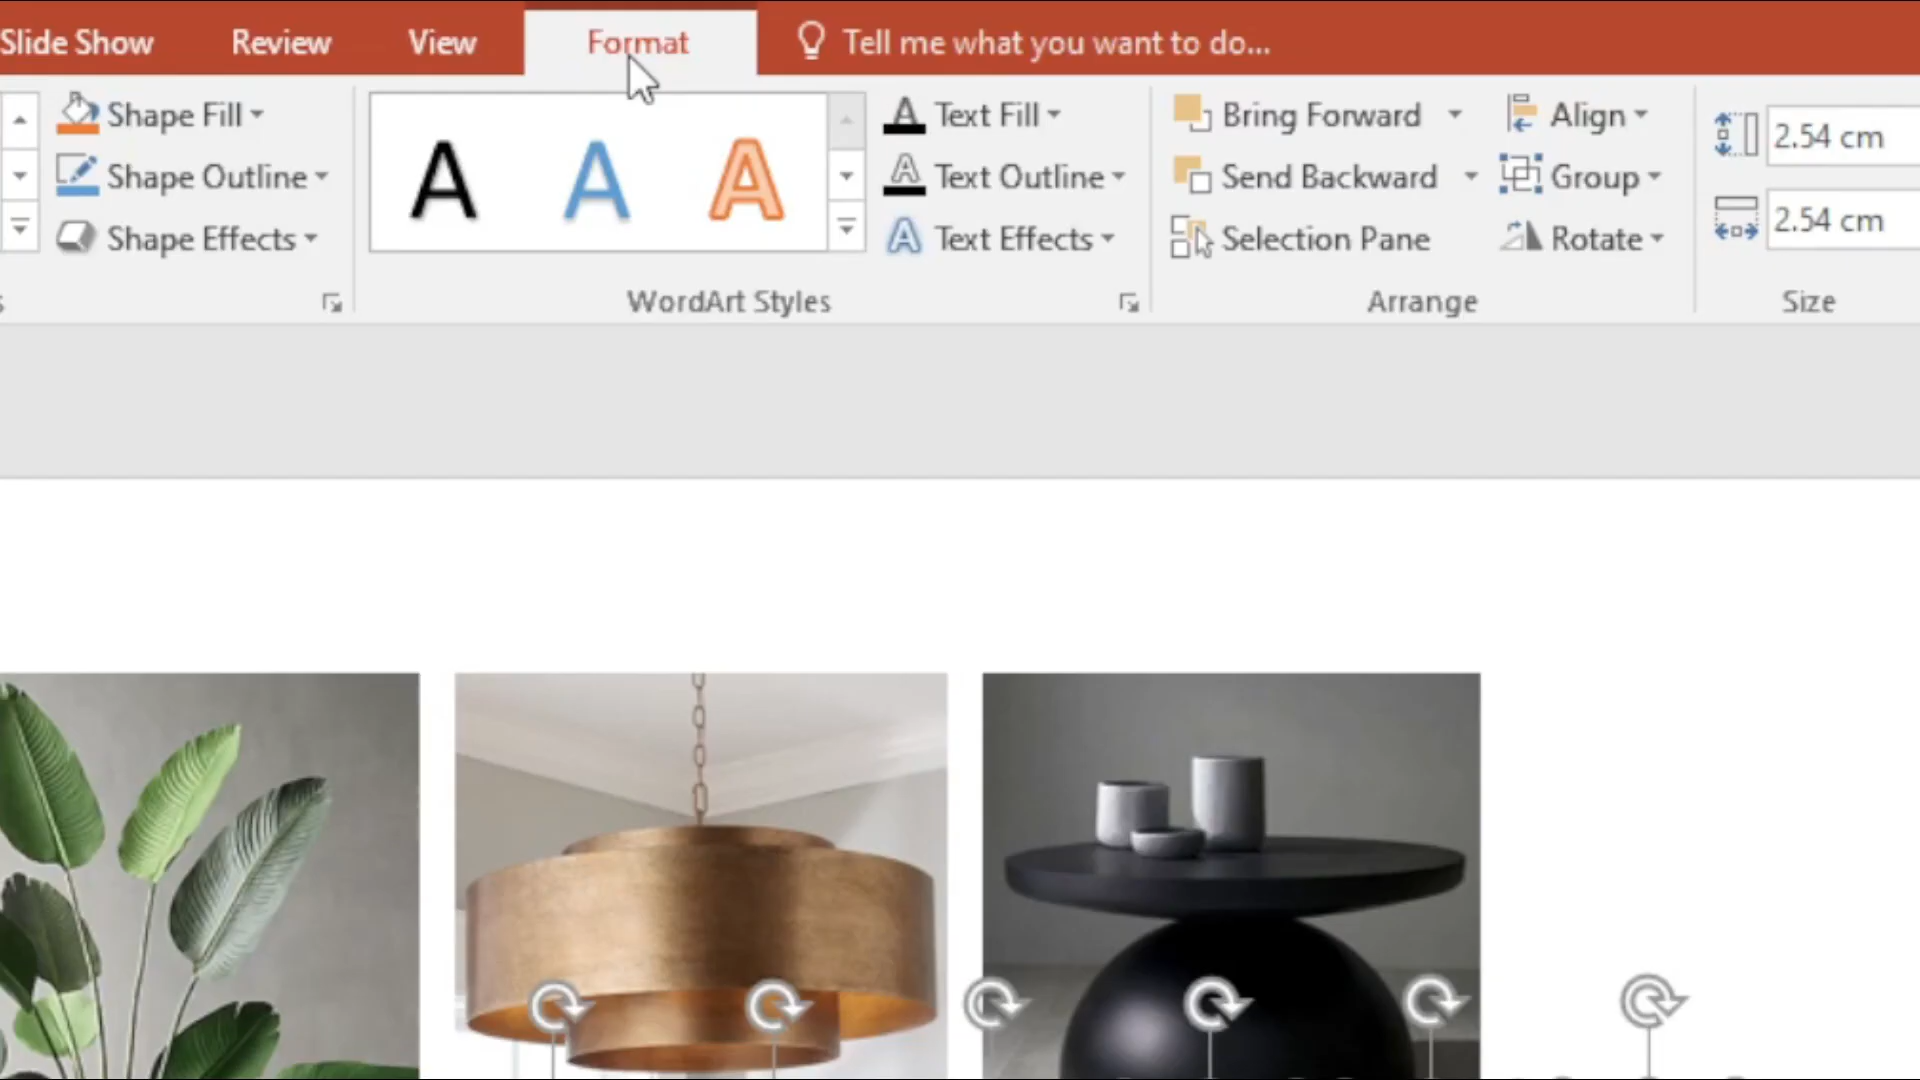 Slide Show Review View Format Tell me what you want to do...
Shape Fill
Shape Outline
Shape Effects
A A A
Text Fill
Text Outline
Text Effects
WordArt Styles
Bring Forward
Send Backward
Selection Pane
Align
Group
Rotate
Arrange
2.54 cm
2.54 cm
Size